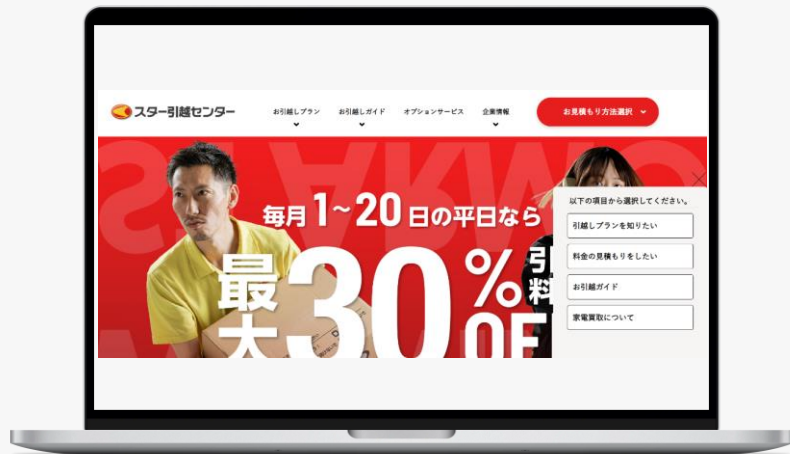 スター引越センター
お引越しプラン
お引越しガイド
オプションサービス
企業情報
お見積もり方法選択
毎月1~20日の平日なら
最大30%OFF
引
料
以下の項目から選択してください。
引越しプランを知りたい
料金の見積もりをしたい
お引越ガイド
家電買取について